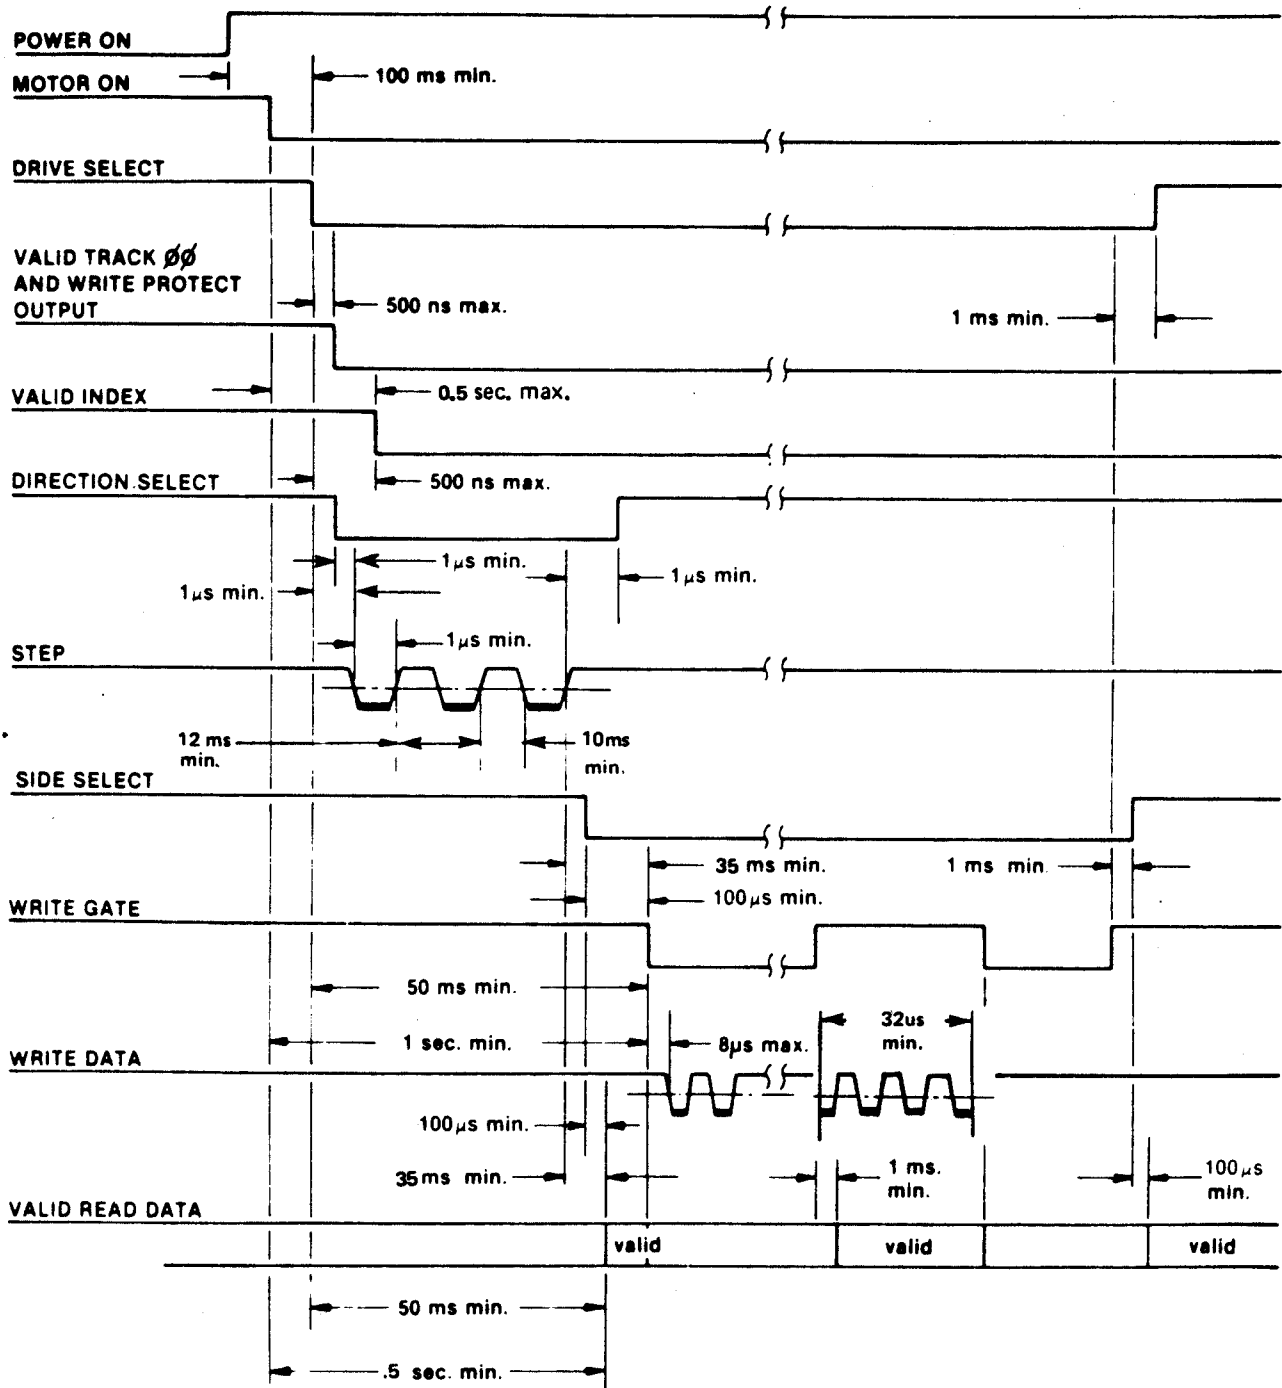 POWER ON
100 ms min.
MOTOR ON
DRIVE SELECT
VALID TRACK ØØ
AND WRITE PROTECT
OUTPUT
500 ns max.
1 ms min.
VALID INDEX
0.5 sec. max.
DIRECTION SELECT
500 ns max.
1µs min.
1µs min.
1µs min.
STEP
1µs min.
12 ms
min.
10ms
min.
SIDE SELECT
35 ms min.
1 ms min.
WRITE GATE
100µs min.
50 ms min.
32us
min.
WRITE DATA
1 sec. min.
8µs max.
100µs min.
35ms min.
1 ms.
min.
100µs
min.
VALID READ DATA
valid
valid
valid
50 ms min.
.5 sec. min.